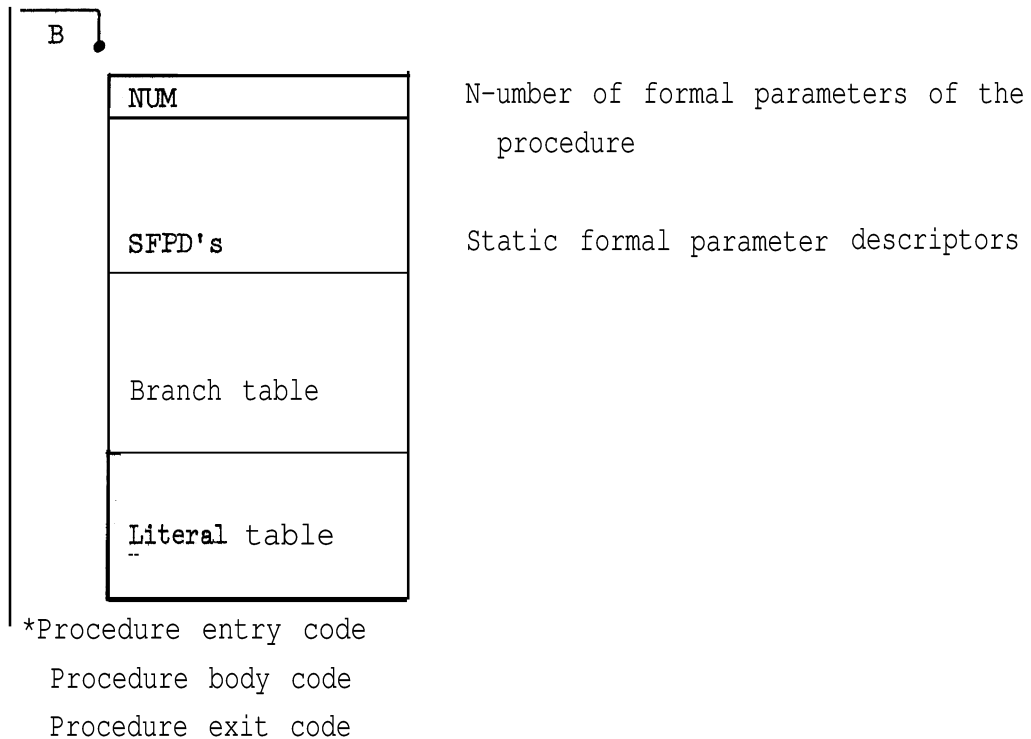 B
NUM
N-umber of formal parameters of the
procedure
SFPD's
Static formal parameter descriptors
Branch table
Literal table
*Procedure entry code
Procedure body code
Procedure exit code